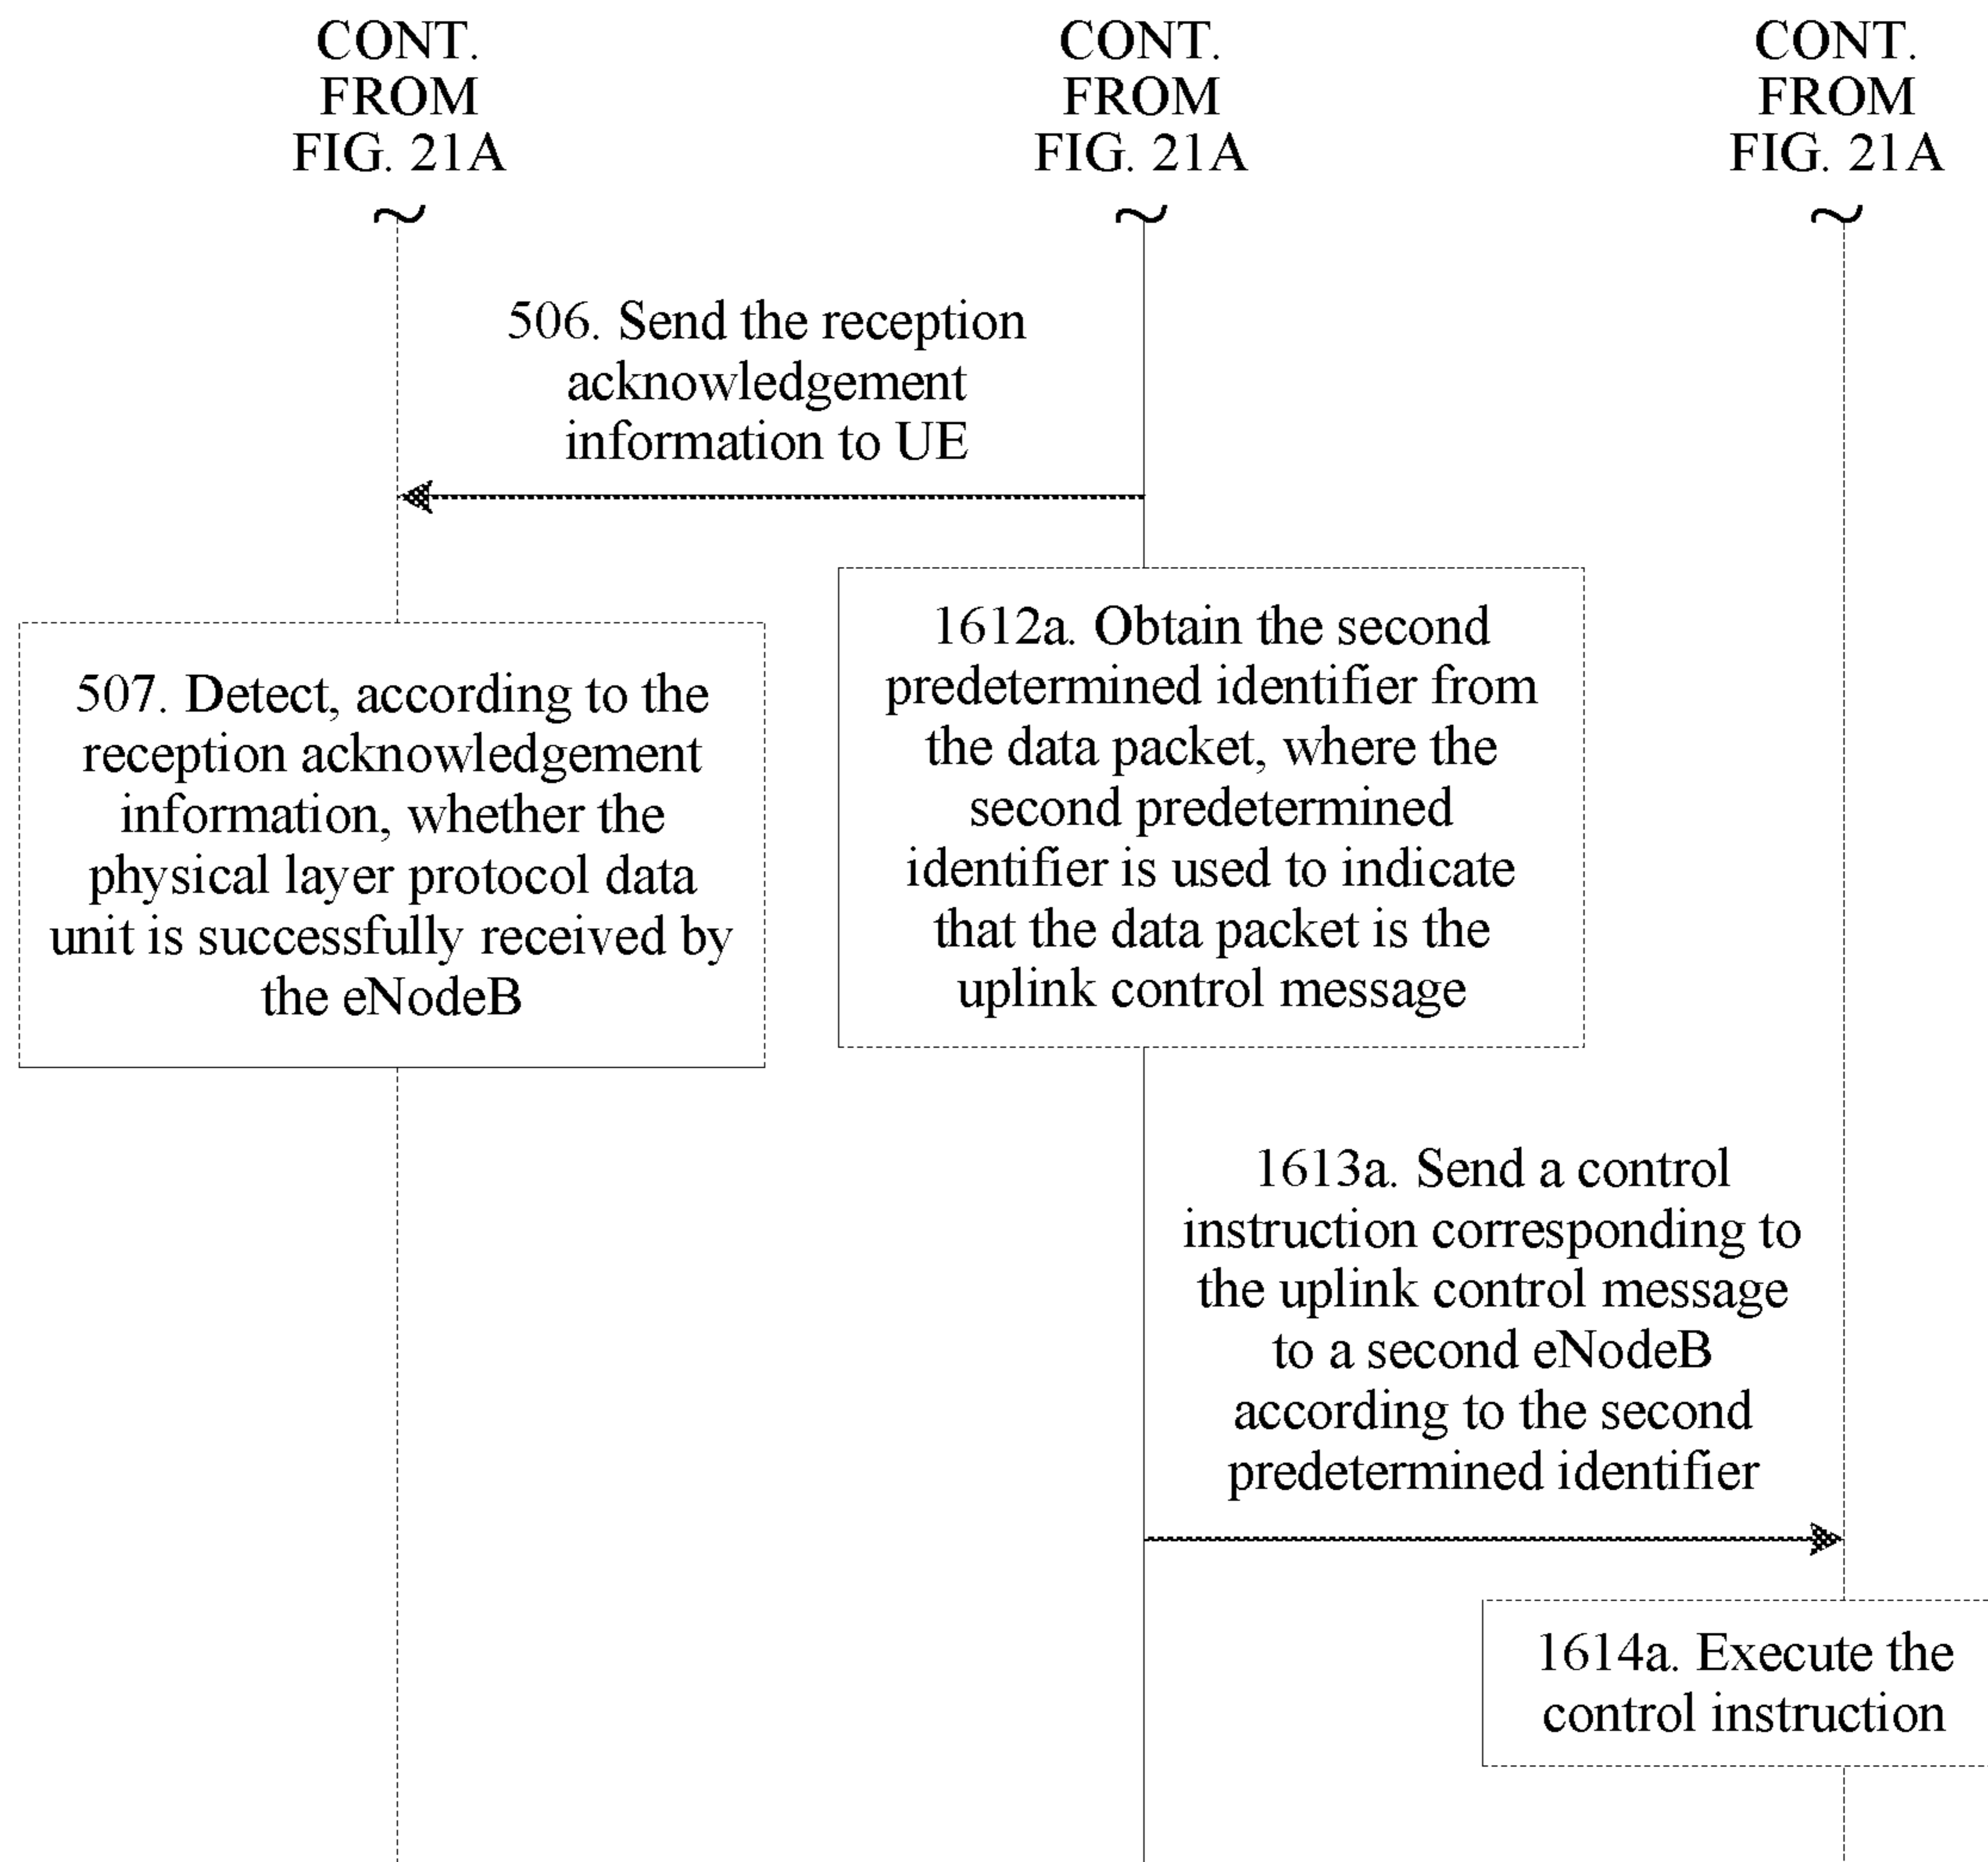 CONT.
FROM
FIG. 21A
CONT.
FROM
FIG. 21A
CONT.
FROM
FIG. 21A
506. Send the reception
acknowledgement
information to UE
507. Detect, according to the
reception acknowledgement
information, whether the
physical layer protocol data
unit is successfully received by
the eNodeB
1612a. Obtain the second
predetermined identifier from
the data packet, where the
second predetermined
identifier is used to indicate
that the data packet is the
uplink control message
1613a. Send a control
instruction corresponding to
the uplink control message
to a second eNodeB
according to the second
predetermined identifier
1614a. Execute the
control instruction